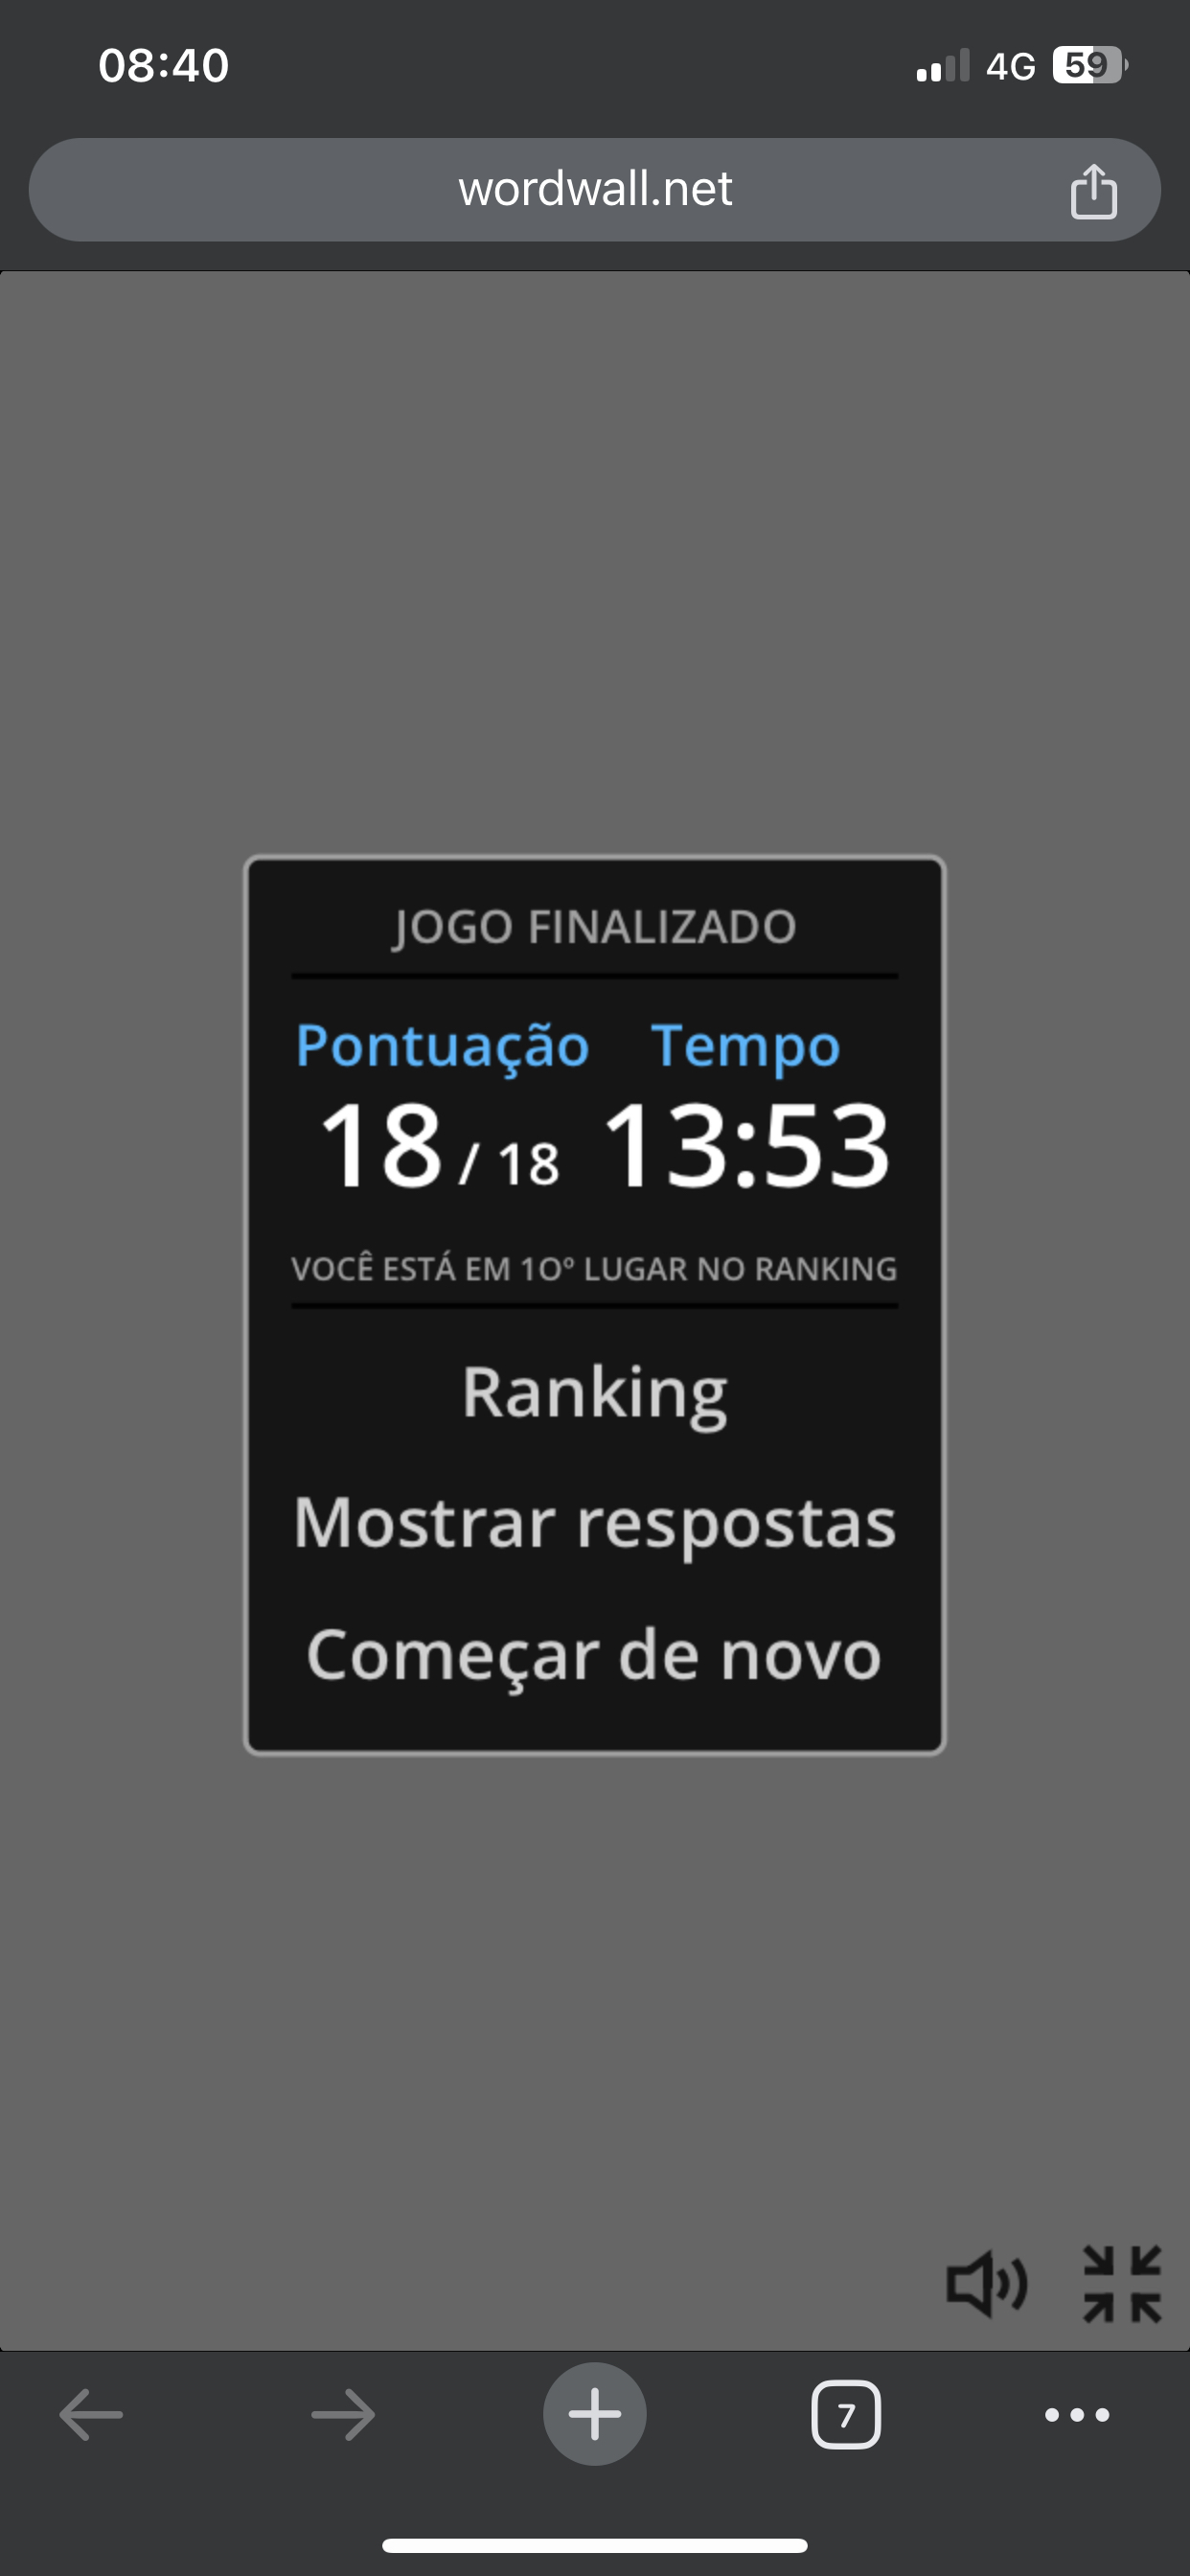 08:40
4G 59
wordwall.net
JOGO FINALIZADO
Pontuação Tempo
18 / 18 13:53
VOCÊ ESTÁ EM 1Oº LUGAR NO RANKING
Ranking
Mostrar respostas
Começar de novo
7